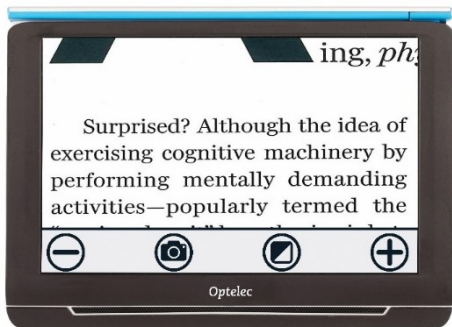 ing, ph
Surprised? Although the idea of
exercising cognitive machinery by
performing mentally demanding
activities—popularly termed the
Optelec